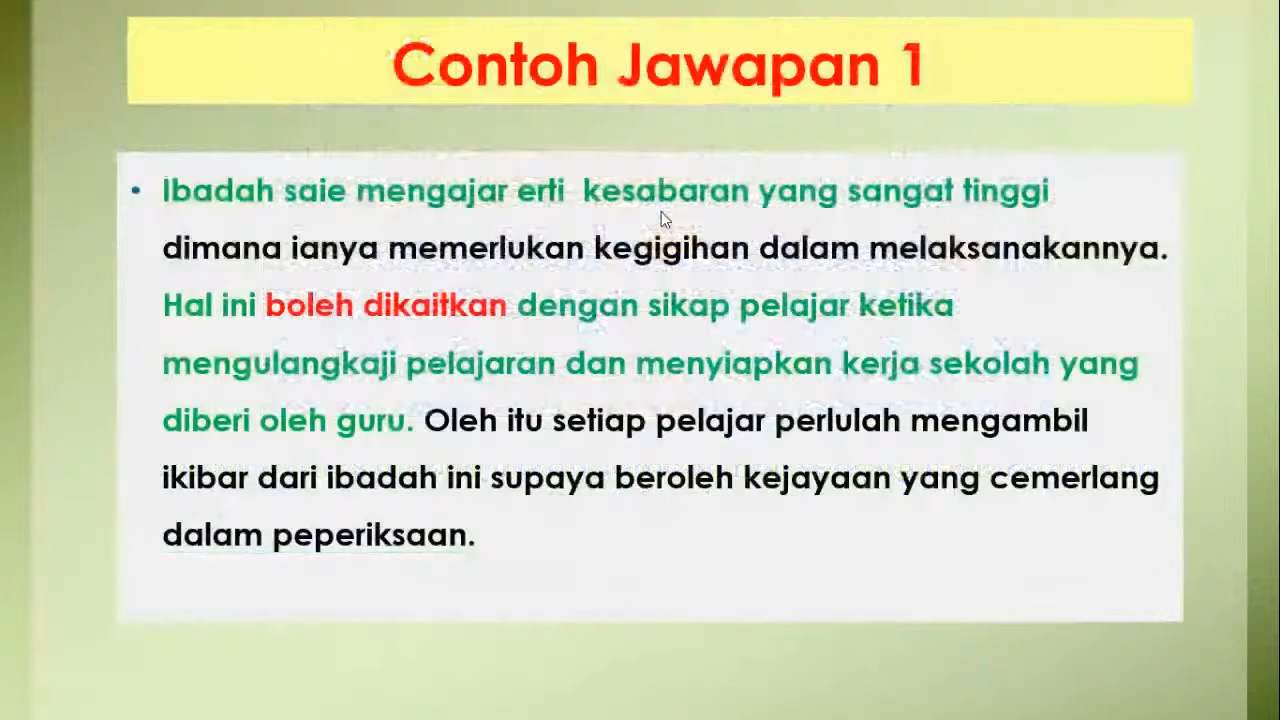 Contoh Jawapan 1
• Ibadah saie mengajar erti kesabaran yang sangat tinggi
dimana ianya memerlukan kegigihan dalam melaksanakannya.
Hal ini boleh dikaitkan dengan sikap pelajar ketika
mengulangkaji pelajaran dan menyiapkan kerja sekolah yang
diberi oleh guru. Oleh itu setiap pelajar perlulah mengambil
ikibar dari ibadah ini supaya beroleh kejayaan yang cemerlang
dalam peperiksaan.